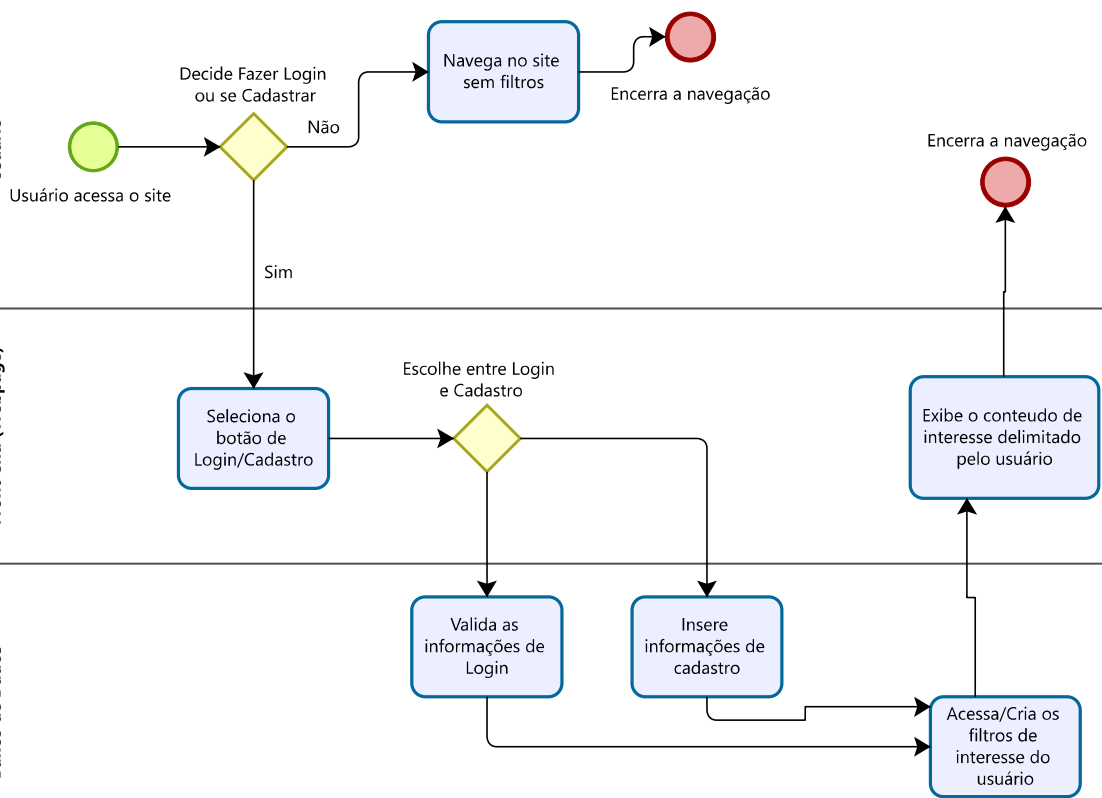 Navega no site
sem filtros
Decide Fazer Login
ou se Cadastrar
Encerra a navegação
Não
Encerra a navegação
Usuário acessa o site
Sim
Escolhe entre Login
e Cadastro
Seleciona o
botão de
Login/Cadastro
Exibe o conteudo de
interesse delimitado
pelo usuário
Valida as
informações de
Login
Insere
informações de
cadastro
Acessa/Cria os
filtros de
interesse do
usuário